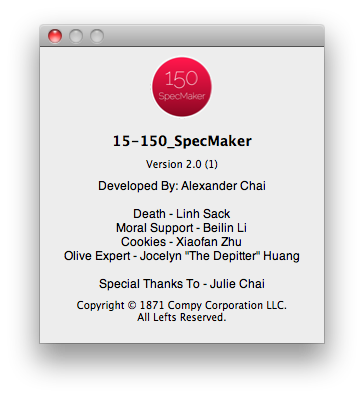 150
SpecMaker
15-150_SpecMaker
Version 2.0 (1)
Developed By: Alexander Chai
Death - Linh Sack
Moral Support - Beilin Li
Cookies - Xiaofan Zhu
Olive Expert - Jocelyn "The Depitter" Huang
Special Thanks To - Julie Chai
Copyright © 1871 Compy Corporation LLC.
All Lefts Reserved.